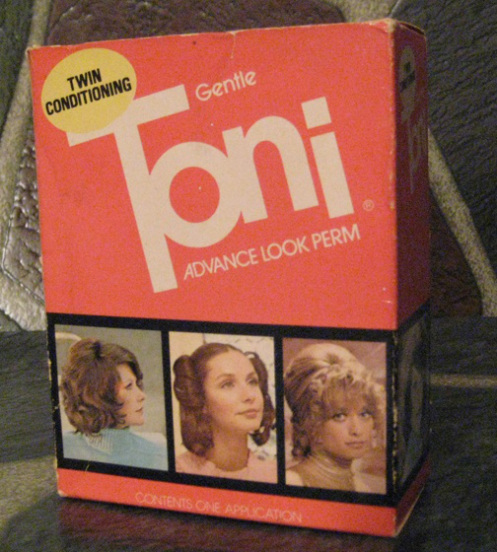 TWIN
CONDITIONING
Gentle
Toni®
ADVANCE LOOK PERM
CONTENTS ONE APPLICATION